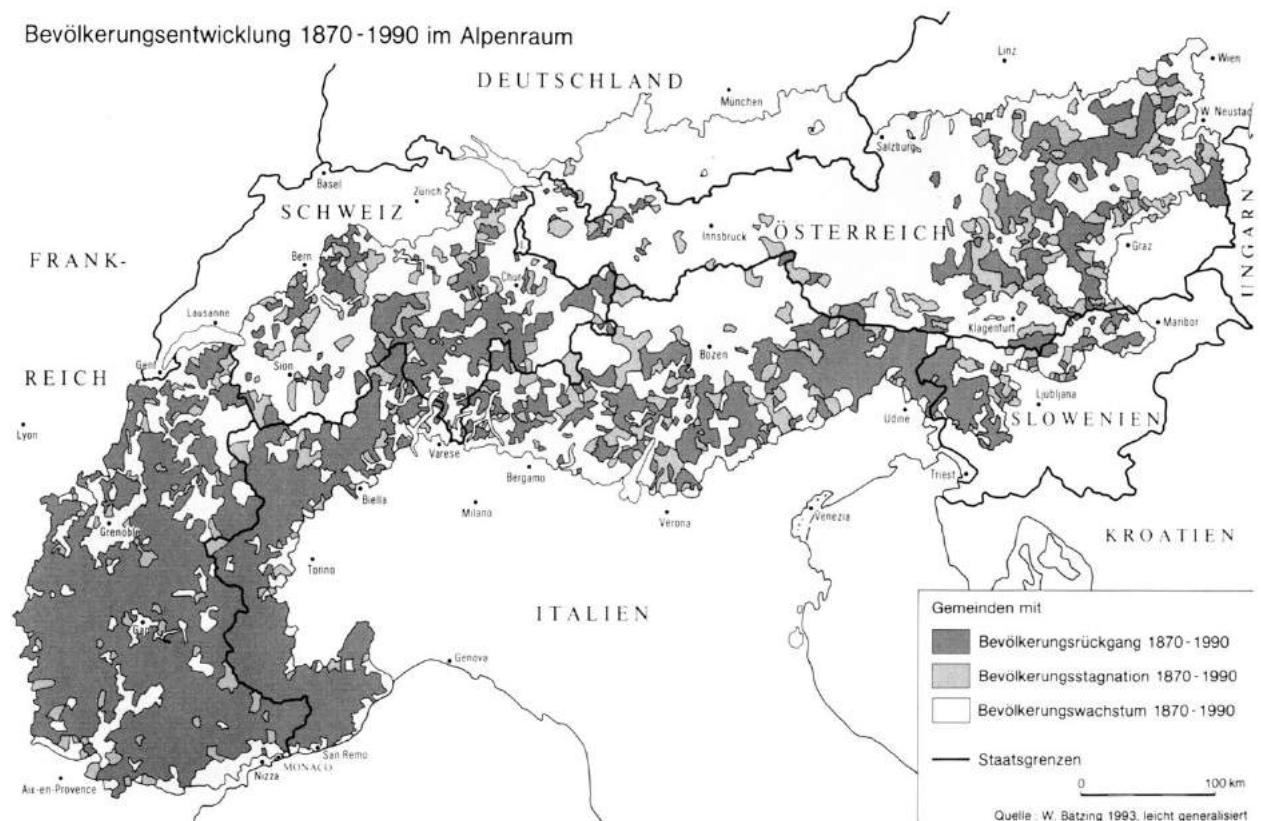 Bevölkerungsentwicklung 1870-1990 im Alpenraum
DEUTSCHLAND
Linz
Wien
München
W. Neustad
Salzburg
Basel
Zürich
SCHWEIZ
Innsbruck
ÖSTERREICH
Graz
UNGARN
FRANK-
Bern
Chur
Lausanne
Klagenfurt
Maribor
Genf
Sion
Bozen
REICH
Ljubljana
Udine
SLOWENIEN
Lyon
Varese
Bergamo
Triest
Biella
Milano
Verona
Venezia
Grenoble
KROATIEN
Torino
ITALIEN
Gap
Genova
San Remo
MONACO
Nizza
Aix-en-Provence
Gemeinden mit
Bevölkerungsrückgang 1870-1990
Bevölkerungsstagnation 1870-1990
Bevölkerungswachstum 1870-1990
Staatsgrenzen
0 100 km
Quelle : W. Bätzing 1993, leicht generalisiert